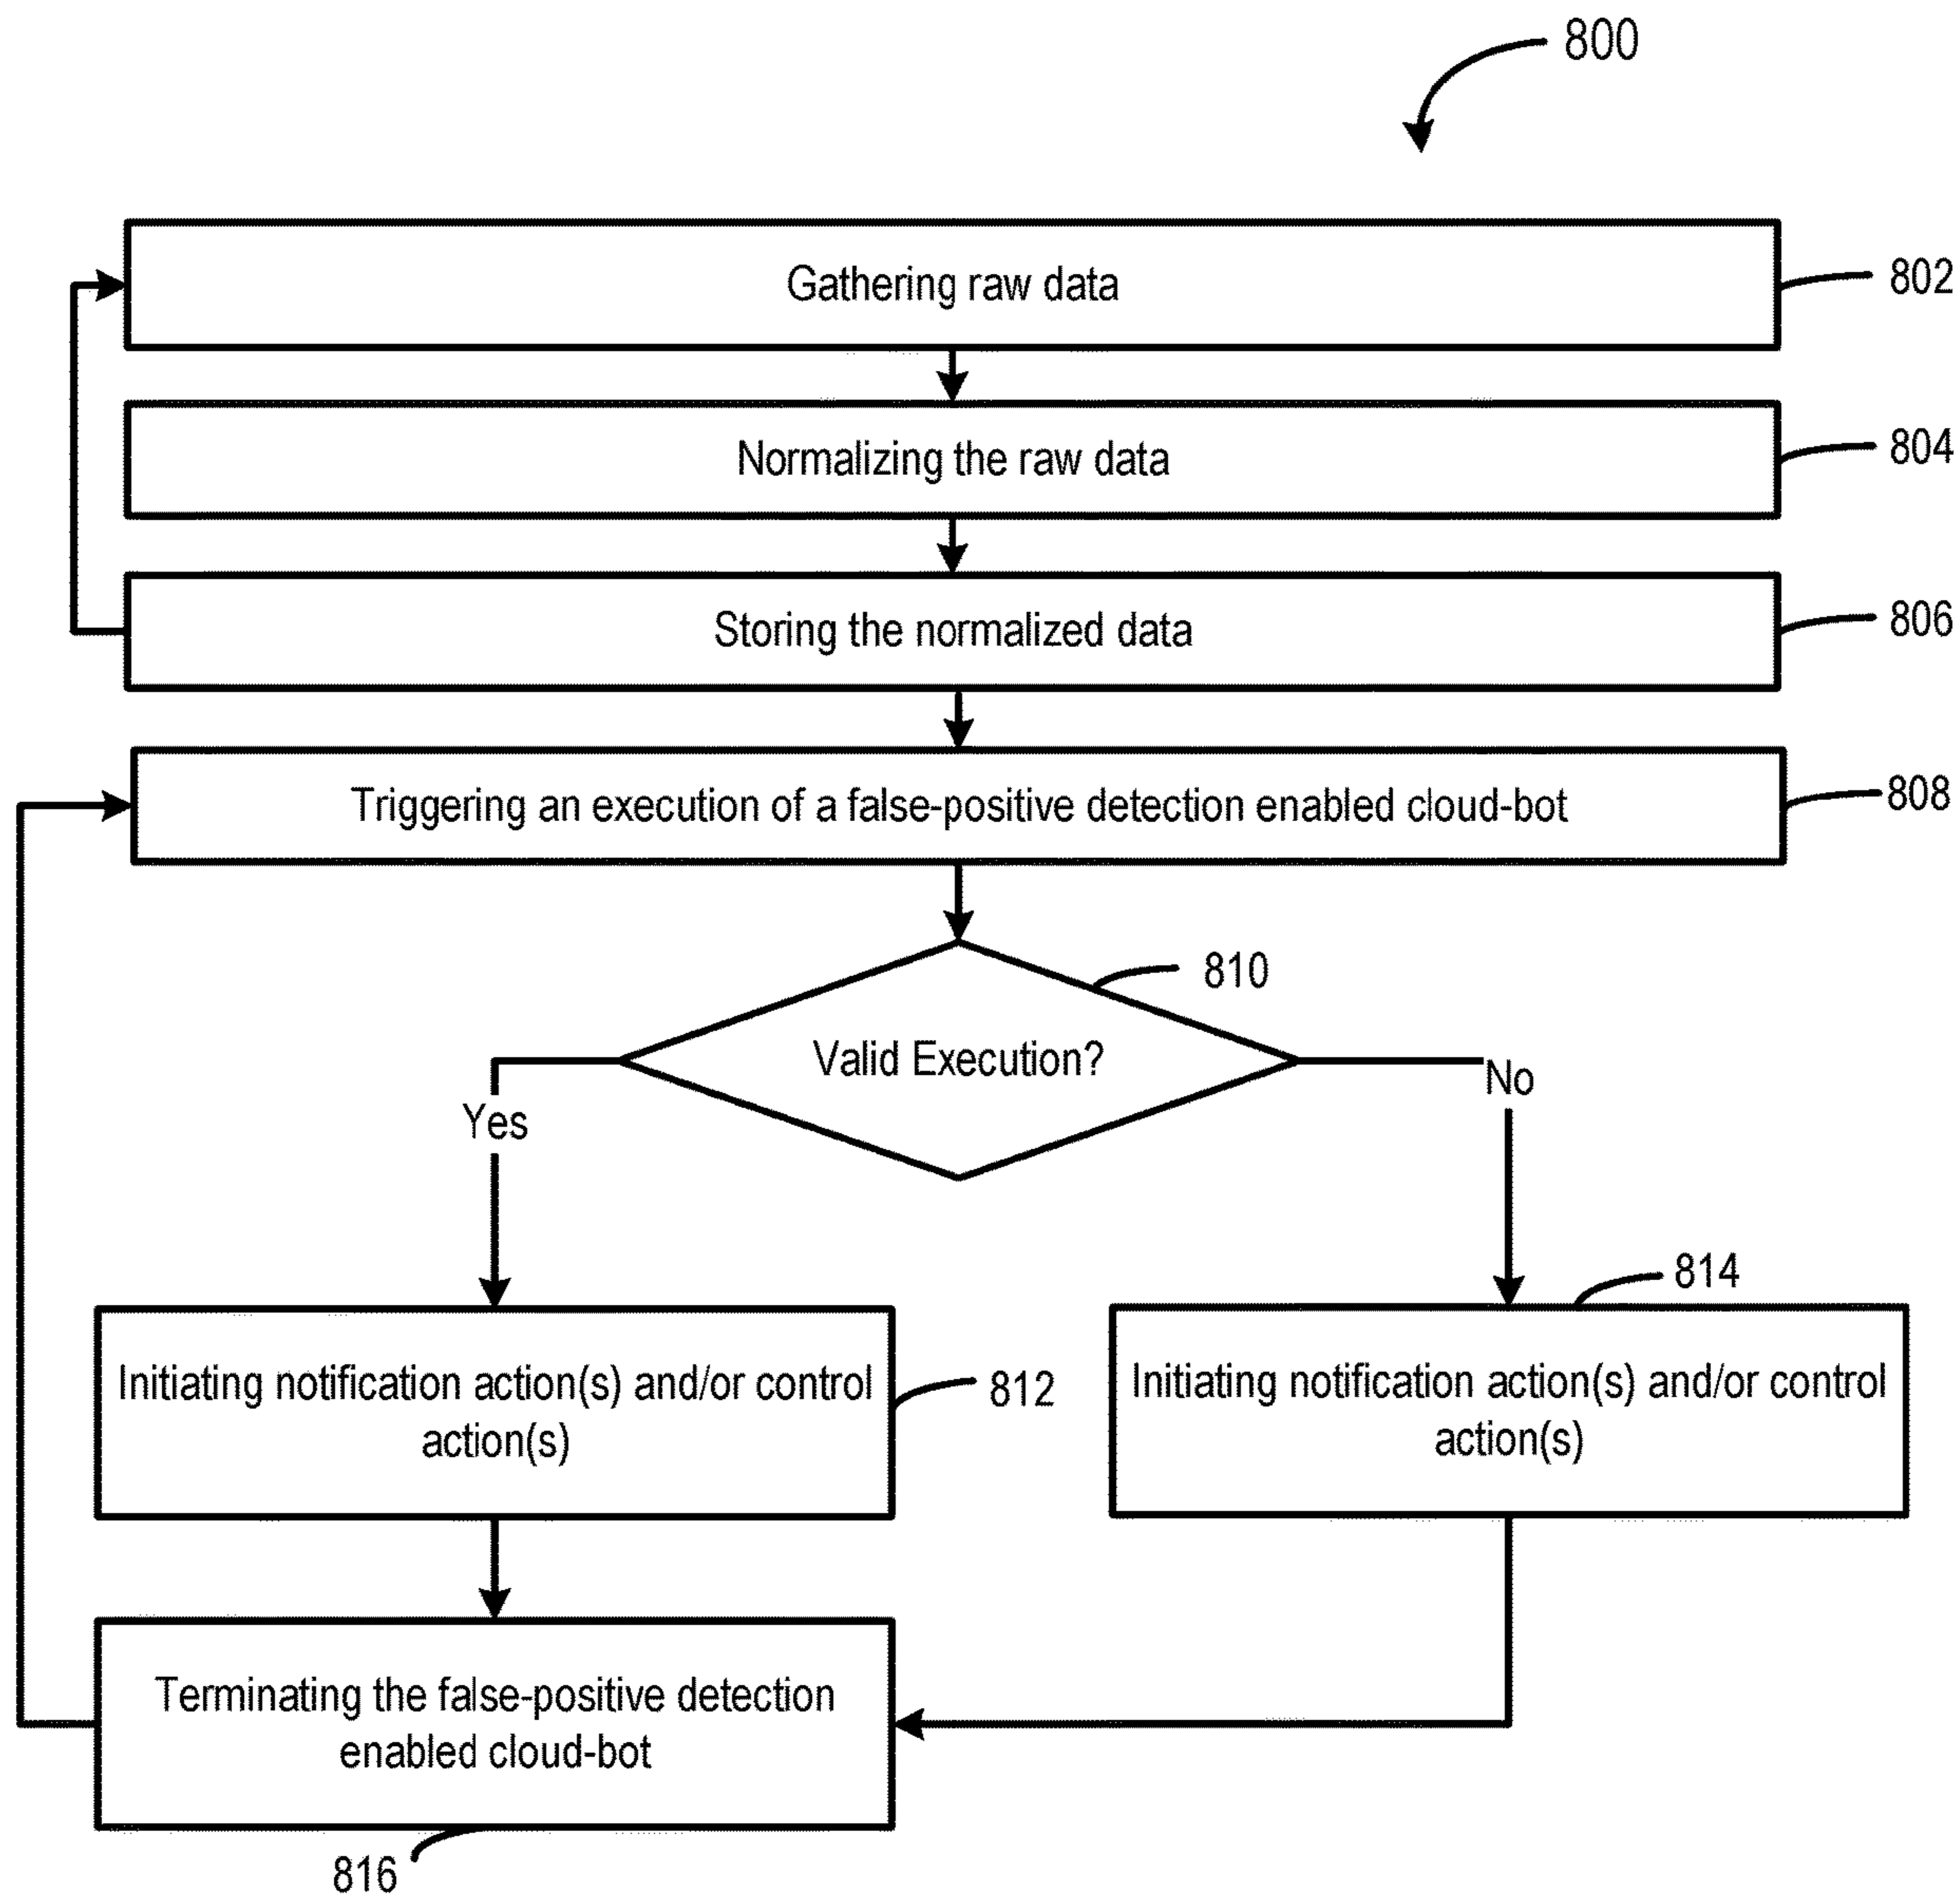 800
Gathering raw data
802
Normalizing the raw data
804
Storing the normalized data
806
Triggering an execution of a false-positive detection enabled cloud-bot
808
810
Valid Execution?
Yes
No
814
Initiating notification action(s) and/or control
action(s)
812
Initiating notification action(s) and/or control
action(s)
Terminating the false-positive detection
enabled cloud-bot
816